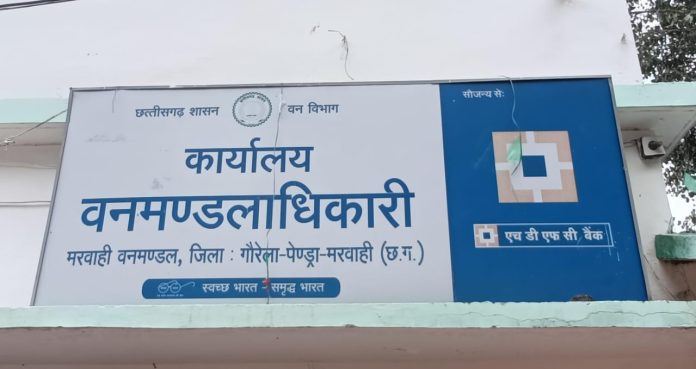 छत्तीसगढ़ शासन वन विभाग
कार्यालय
वनमण्डलाधिकारी
मरवाही वनमण्डल, जिला : गौरेला-पेण्ड्रा-मरवाही (छ.ग.)
स्वच्छ भारत - समृद्ध भारत
सौजन्य से:
एच डी एफ सी बैंक